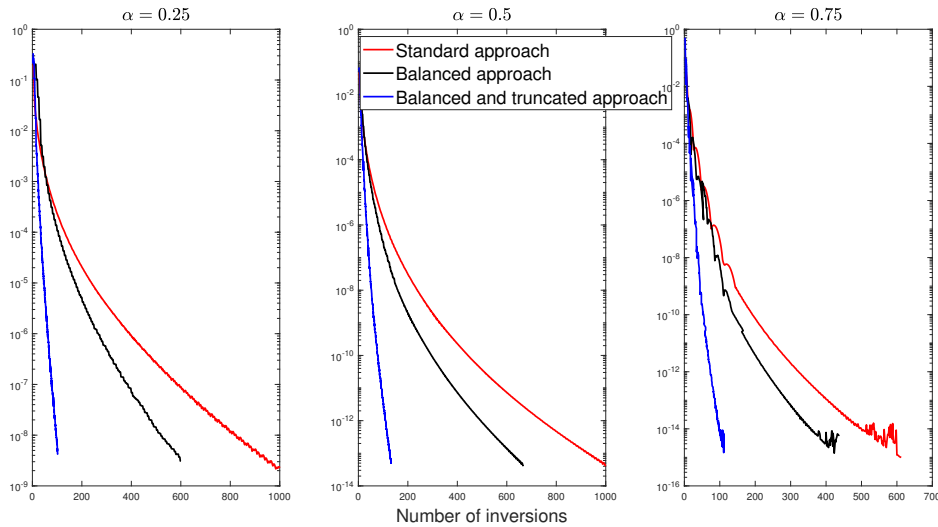 α = 0.25
α = 0.5
α = 0.75
Standard approach
Balanced approach
Balanced and truncated approach
10^0
10^-1
10^-2
10^-3
10^-4
10^-5
10^-6
10^-7
10^-8
10^-9
0 200 400 600 800 1000
10^0
10^-2
10^-4
10^-6
10^-8
10^-10
10^-12
10^-14
0 200 400 600 800 1000
10^0
10^-2
10^-4
10^-6
10^-8
10^-10
10^-12
10^-14
10^-16
0 100 200 300 400 500 600 700
Number of inversions